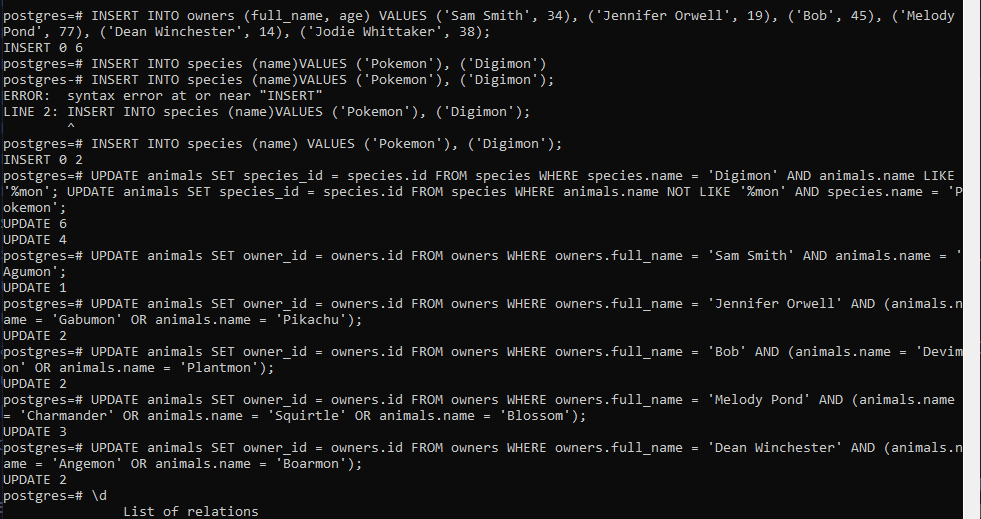 postgres=# INSERT INTO owners (full_name, age) VALUES ('Sam Smith', 34), ('Jennifer Orwell', 19), ('Bob', 45), ('Melody
Pond', 77), ('Dean Winchester', 14), ('Jodie Whittaker', 38);
INSERT 0 6
postgres=# INSERT INTO species (name)VALUES ('Pokemon'), ('Digimon')
postgres-# INSERT INTO species (name)VALUES ('Pokemon'), ('Digimon');
ERROR:  syntax error at or near "INSERT"
LINE 2: INSERT INTO species (name)VALUES ('Pokemon'), ('Digimon');
        ^
postgres=# INSERT INTO species (name) VALUES ('Pokemon'), ('Digimon');
INSERT 0 2
postgres=# UPDATE animals SET species_id = species.id FROM species WHERE species.name = 'Digimon' AND animals.name LIKE
'%mon'; UPDATE animals SET species_id = species.id FROM species WHERE animals.name NOT LIKE '%mon' AND species.name = 'P
okemon';
UPDATE 6
UPDATE 4
postgres=# UPDATE animals SET owner_id = owners.id FROM owners WHERE owners.full_name = 'Sam Smith' AND animals.name = '
Agumon';
UPDATE 1
postgres=# UPDATE animals SET owner_id = owners.id FROM owners WHERE owners.full_name = 'Jennifer Orwell' AND (animals.n
ame = 'Gabumon' OR animals.name = 'Pikachu');
UPDATE 2
postgres=# UPDATE animals SET owner_id = owners.id FROM owners WHERE owners.full_name = 'Bob' AND (animals.name = 'Devim
on' OR animals.name = 'Plantmon');
UPDATE 2
postgres=# UPDATE animals SET owner_id = owners.id FROM owners WHERE owners.full_name = 'Melody Pond' AND (animals.name
= 'Charmander' OR animals.name = 'Squirtle' OR animals.name = 'Blossom');
UPDATE 3
postgres=# UPDATE animals SET owner_id = owners.id FROM owners WHERE owners.full_name = 'Dean Winchester' AND (animals.n
ame = 'Angemon' OR animals.name = 'Boarmon');
UPDATE 2
postgres=# \d
               List of relations